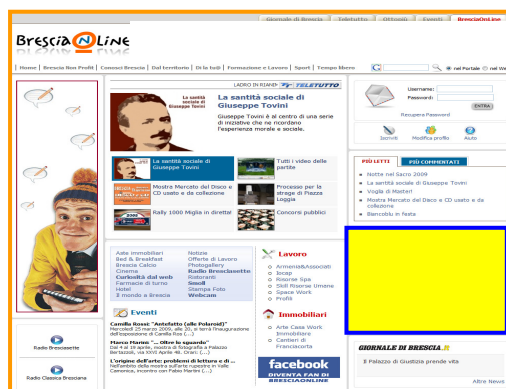 Giornale di Brescia Teletutto Ottopiù Eventi BresciaOnLine
Brescia OnLine
Home | Brescia Non Profit | Conosci Brescia | Dal territorio | Di la tua | Formazione e Lavoro | Sport | Tempo libero
nel Portale nel We
LADRO IN TELETUTTO
La santità
sociale di
Giuseppe Tovini
La santità sociale di
Giuseppe Tovini
Giuseppe Tovini è al centro di una serie
di iniziative che ne ricordano
l'esperienza morale e sociale.
La santità sociale di
Giuseppe Tovini
Tutti i video delle
partite
Mostra Mercato del Disco e
CD usato e da collezione
Processo per la
strage di Piazza
Loggia
Rally 1000 Miglia in diretta!
Concorsi pubblici
Username:
Password:
ENTRA
Recupera Password
Iscriviti Modifica profilo Aiuto
PIÙ LETTI PIÙ COMMENTATI
Notte nel Sacro 2009
La santità sociale di Giuseppe Tovini
Voglia di Master!
Mostra Mercato del Disco e CD usato e da
collezione
Biancoblu in festa
Aste immobiliari
Bed & Breakfast
Brescia Calcio
Cinema
Curiosità dal web
Farmacie di turno
Hotel
Il mondo a Brescia
Notizie
Offerte di Lavoro
Photogallery
Radio Bresciasette
Ristoranti
Smoll
Stampa Foto
Webcam
Lavoro
Armenia&Associati
Iocap
Risorse Spa
Skill Risorse Umane
Space Work
Profili
Immobiliari
Arte Casa Work
Immobiliare
Cantieri di
Franciacorta
Eventi
Camilla Rossi: "Antefatto (alle Polaroid)"
Mercoledì 25 marzo 2009, alle 20, si terrà l'inaugurazione
dell'esposizione di Camilla Ros (...)
Marco Marino "... Oltre lo sguardo"
Dal 4 al 19 aprile, mostra di fotografia a Palazzo
Bertazzoli, via XXVI Aprile 48. Orari: (...)
L'origine dell'arte: problemi di lettura e di ...
Nell'ambito della mostra sull'arte rupestre in Valle
Camonica, incontro con Fabio Martini (...)
facebook
DIVENTA FAN DI
BRESCIAONLINE
Radio Bresciasette
Radio Classica Bresciana
GIORNALE DI BRESCIA.it
Il Palazzo di Giustizia prende vita
Altre News